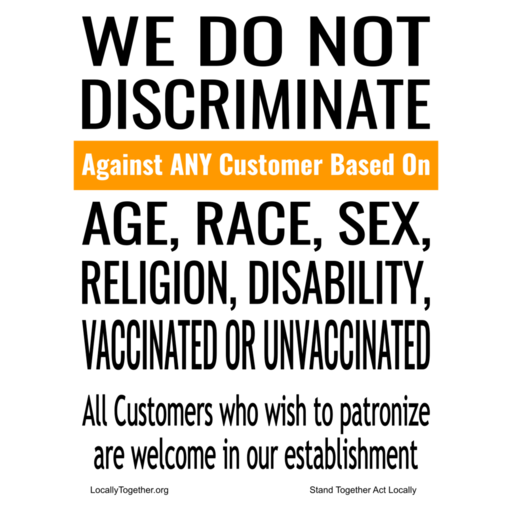 WE DO NOT
DISCRIMINATE
Against ANY Customer Based On
AGE, RACE, SEX,
RELIGION, DISABILITY,
VACCINATED OR UNVACCINATED
All Customers who wish to patronize
are welcome in our establishment
LocallyTogether.org Stand Together Act Locally